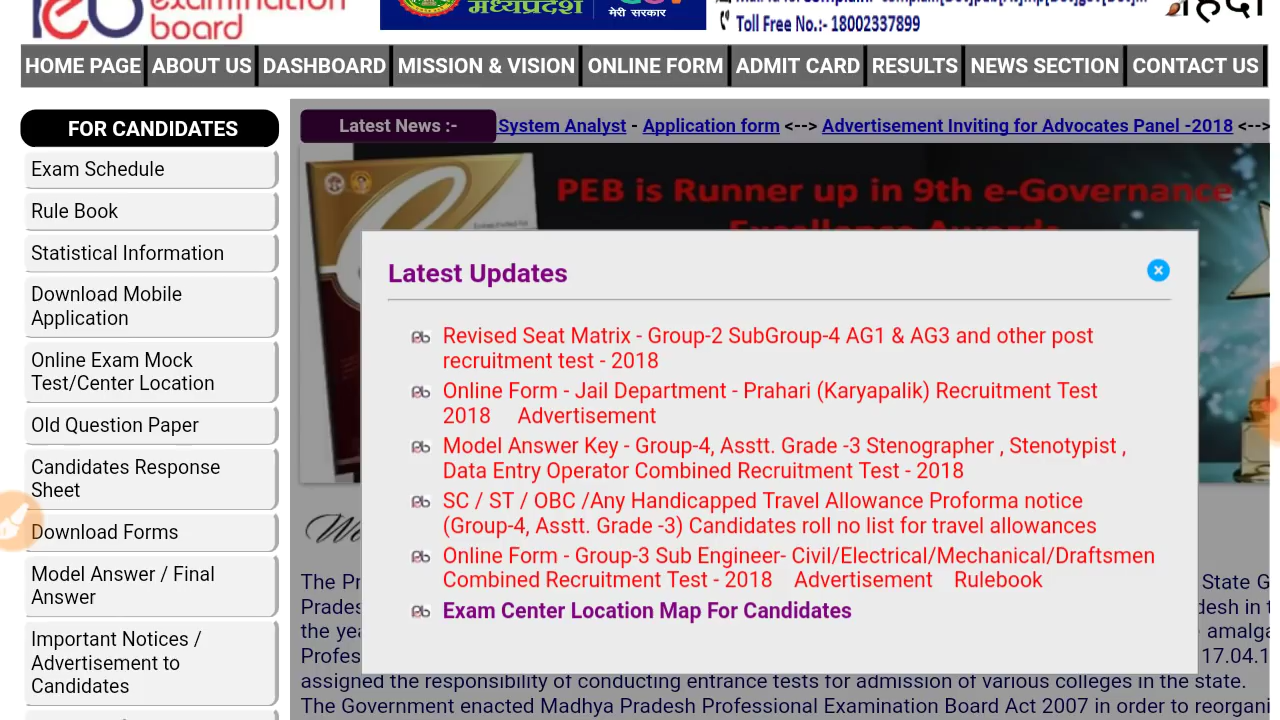 examination
board
मध्यप्रदेश
मेरी सरकार
Toll Free No.:- 18002337899
हिंदी
HOME PAGE ABOUT US DASHBOARD MISSION & VISION ONLINE FORM ADMIT CARD RESULTS NEWS SECTION CONTACT US
FOR CANDIDATES
Exam Schedule
Rule Book
Statistical Information
Download Mobile
Application
Online Exam Mock
Test/Center Location
Old Question Paper
Candidates Response
Sheet
Download Forms
Model Answer / Final
Answer
Important Notices /
Advertisement to
Candidates
Latest News :- System Analyst - Application form <--> Advertisement Inviting for Advocates Panel -2018 <-->
PEB is Runner up in 9th e-Governance
Excellence Awards
Latest Updates
Revised Seat Matrix - Group-2 SubGroup-4 AG1 & AG3 and other post
recruitment test - 2018
Online Form - Jail Department - Prahari (Karyapalik) Recruitment Test
2018 Advertisement
Model Answer Key - Group-4, Asstt. Grade -3 Stenographer , Stenotypist ,
Data Entry Operator Combined Recruitment Test - 2018
SC / ST / OBC /Any Handicapped Travel Allowance Proforma notice
(Group-4, Asstt. Grade -3) Candidates roll no list for travel allowances
Online Form - Group-3 Sub Engineer- Civil/Electrical/Mechanical/Draftsmen
Combined Recruitment Test - 2018 Advertisement Rulebook
Exam Center Location Map For Candidates
The State
the
17.04.1
assigned the responsibility of conducting entrance tests for admission of various colleges in the state.
The Government enacted Madhya Pradesh Professional Examination Board Act 2007 in order to